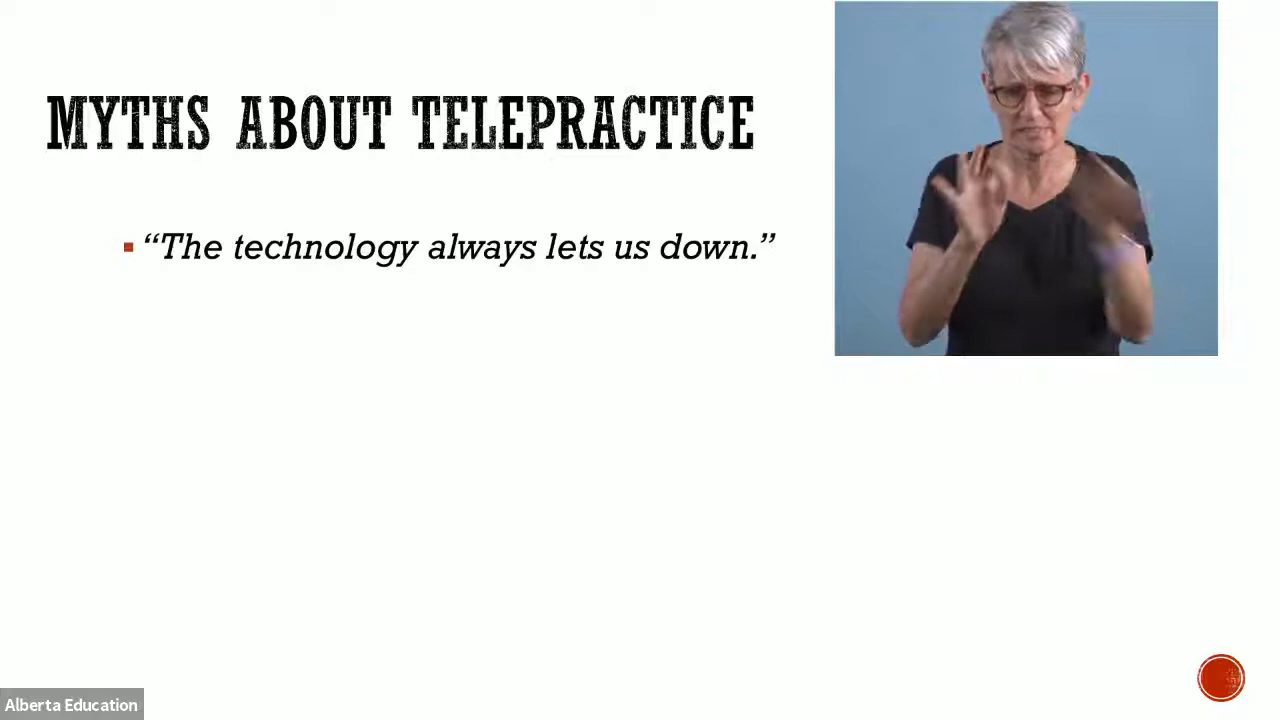 MYTHS ABOUT TELEPRACTICE
“The technology always lets us down.”
Alberta Education